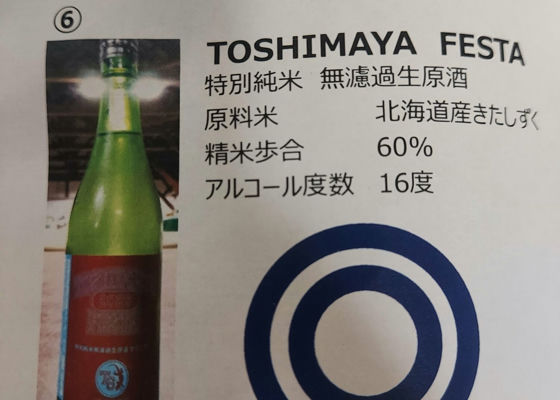 ⑥
TOSHIMAYA FESTA
特別純米 無濾過生原酒
原料米 北海道産きたしずく
精米歩合 60%
アルコール度数 16度